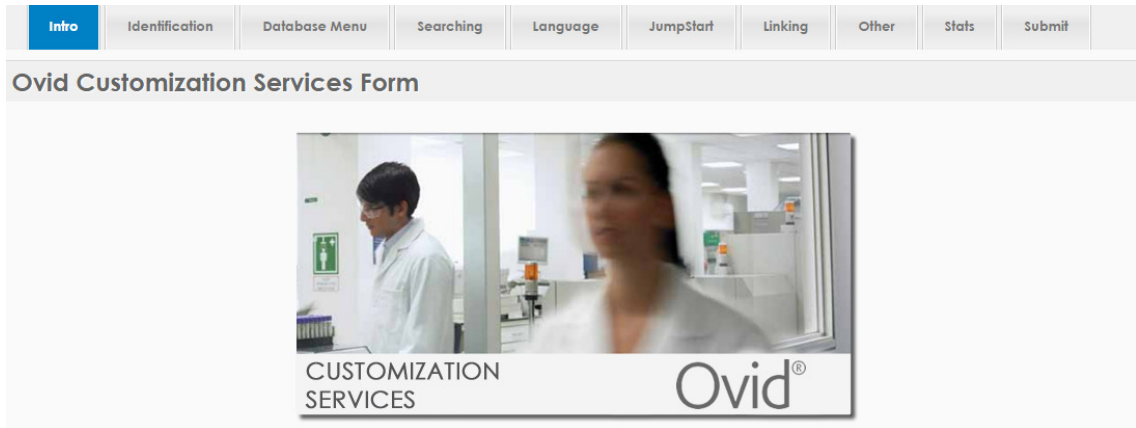 Intro Identification Database Menu Searching Language JumpStart Linking Other Stats Submit
Ovid Customization Services Form
CUSTOMIZATION
SERVICES
Ovid®